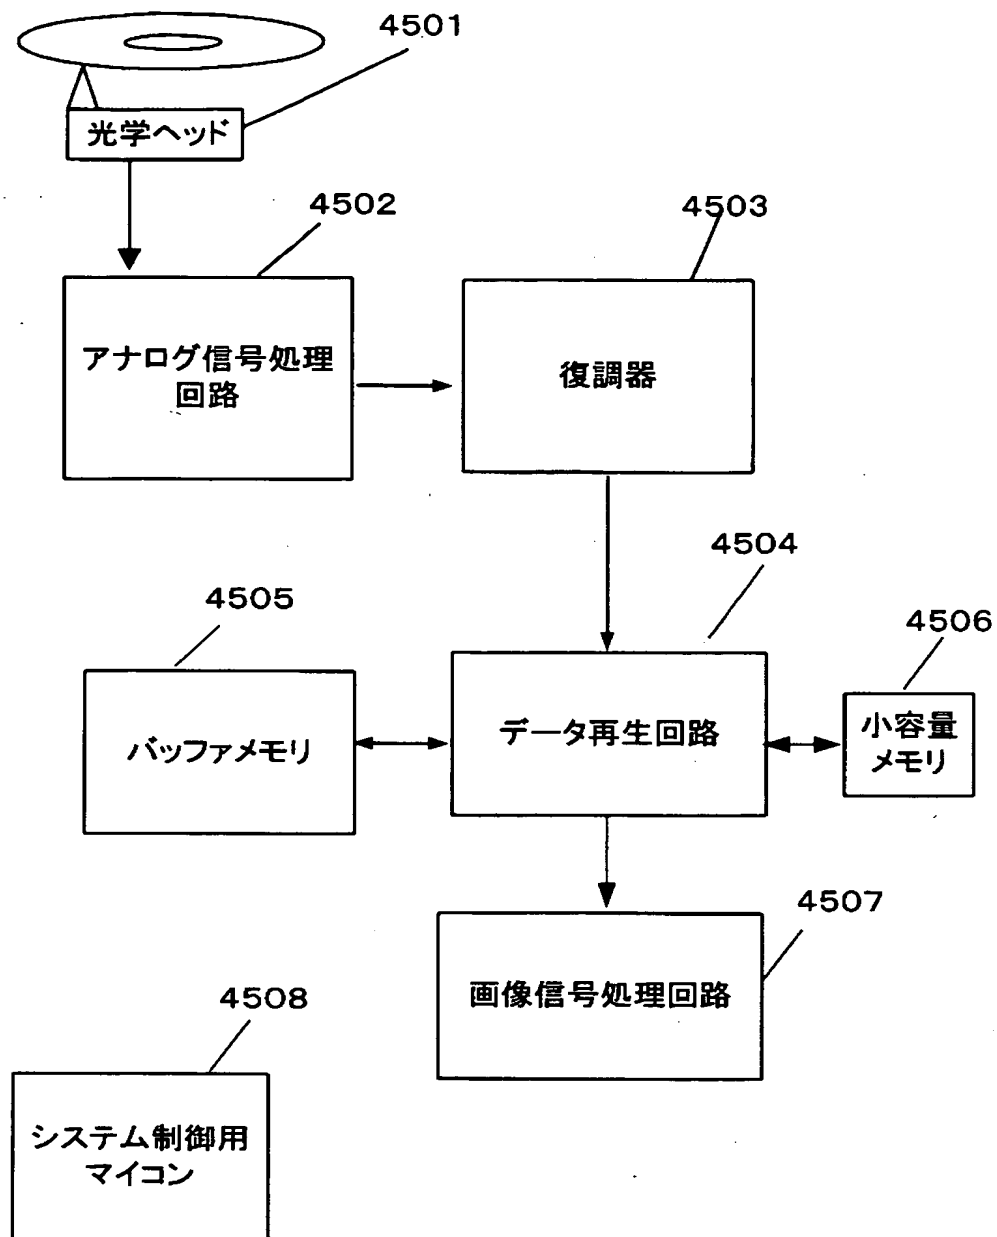 4501
光学ヘッド
4502
4503
アナログ信号処理
回路
復調器
4504
4505
4506
バッファメモリ
データ再生回路
小容量
メモリ
4507
画像信号処理回路
4508
システム制御用
マイコン